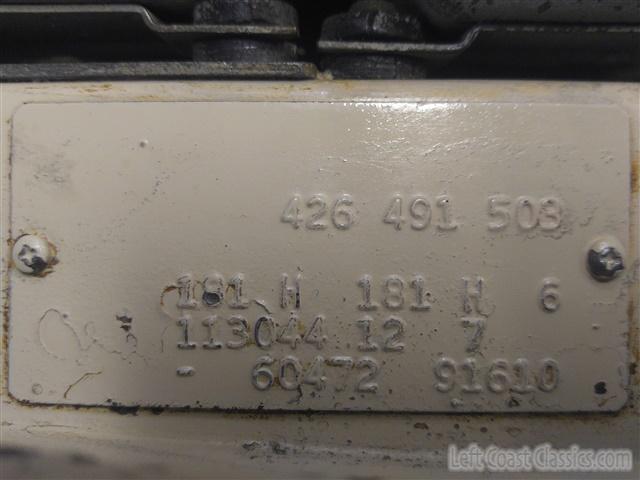 426 491 503
181 H 181 H 6
113044 12 7
- 60472 91610
Left Coast Classics.com